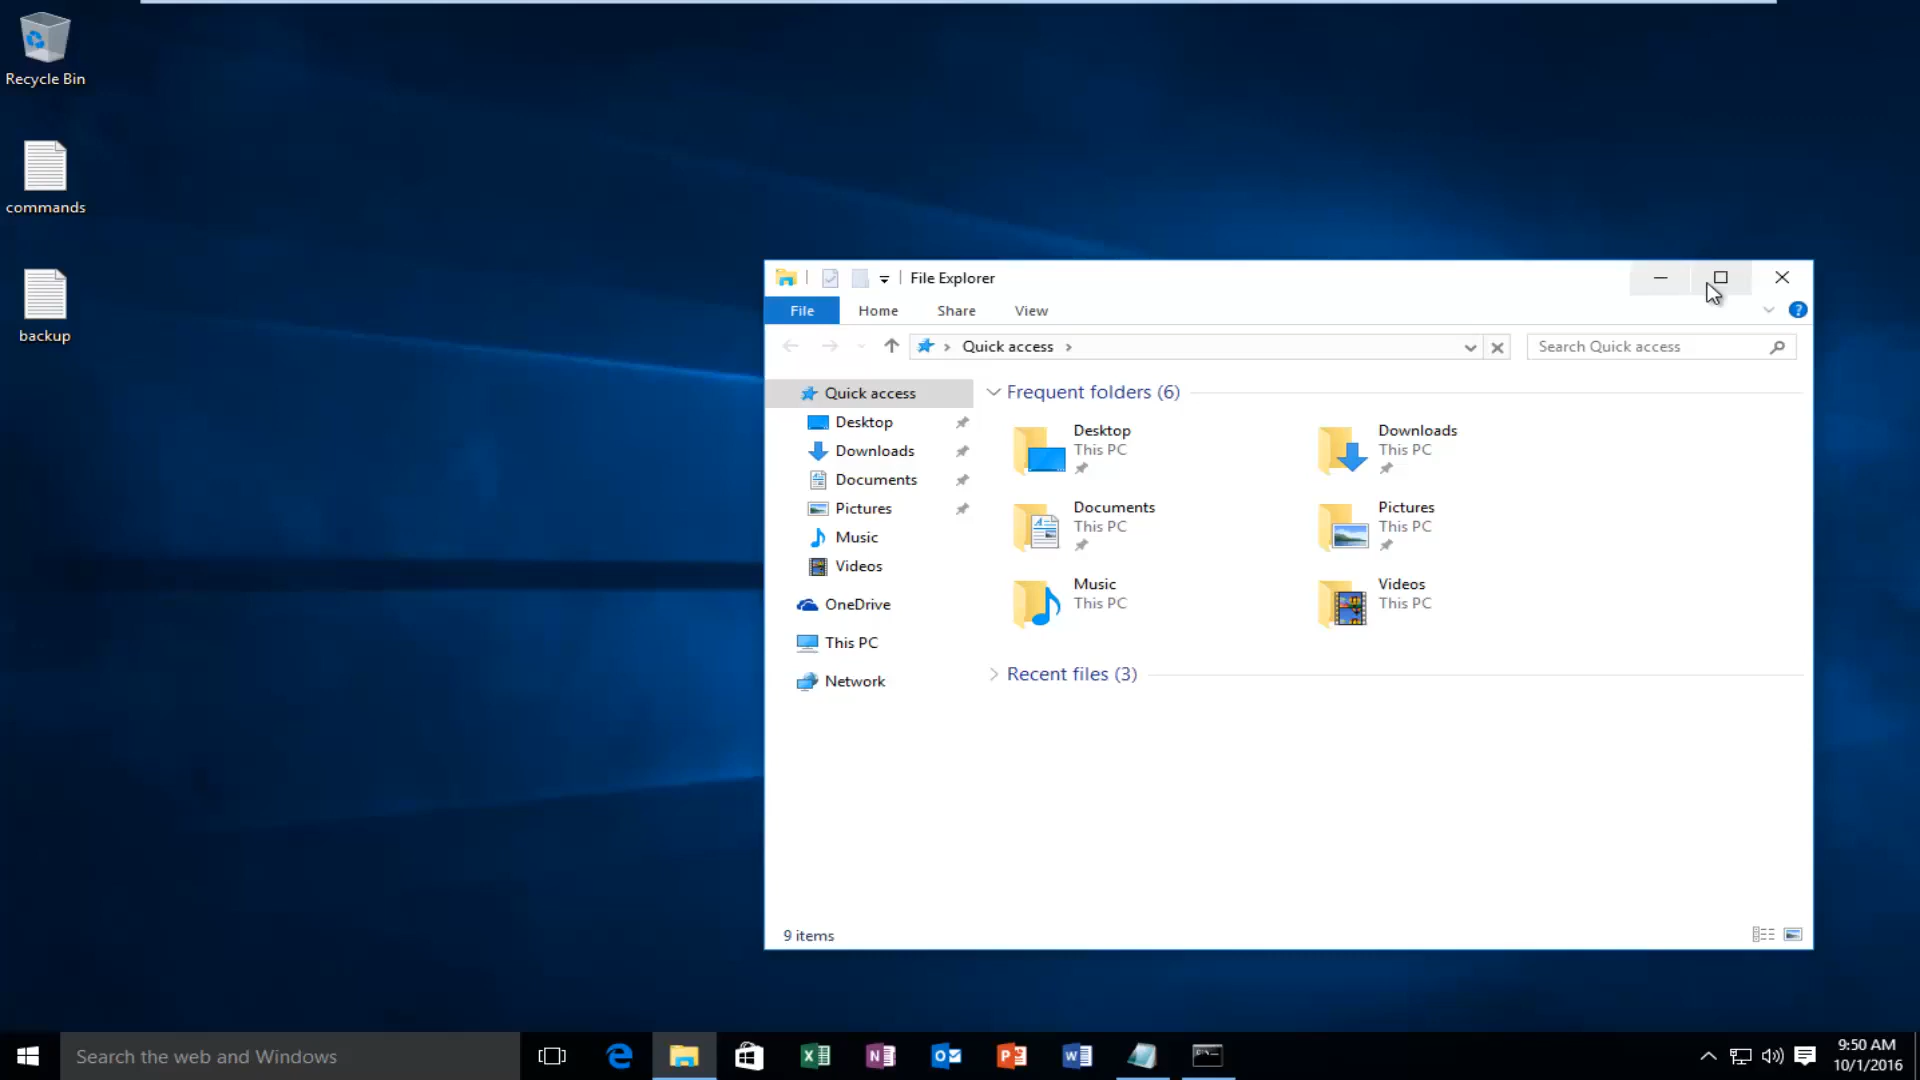 Recycle Bin
commands
backup
File Explorer
File Home Share View
Quick access
Search Quick access
Quick access
Desktop
Downloads
Documents
Pictures
Music
Videos
OneDrive
This PC
Network
Frequent folders (6)
Desktop
This PC
Downloads
This PC
Documents
This PC
Pictures
This PC
Music
This PC
Videos
This PC
Recent files (3)
9 items
Search the web and Windows
9:50 AM
10/1/2016